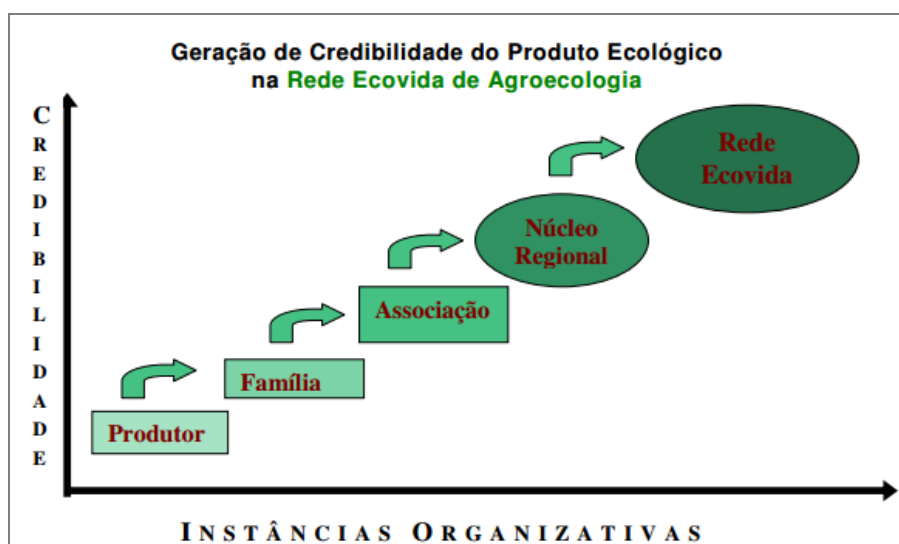 Geração de Credibilidade do Produto Ecológico
na Rede Ecovida de Agroecologia
CREDIBILIDADE
Rede
Ecovida
Núcleo
Regional
Associação
Família
Produtor
INSTÂNCIAS ORGANIZATIVAS